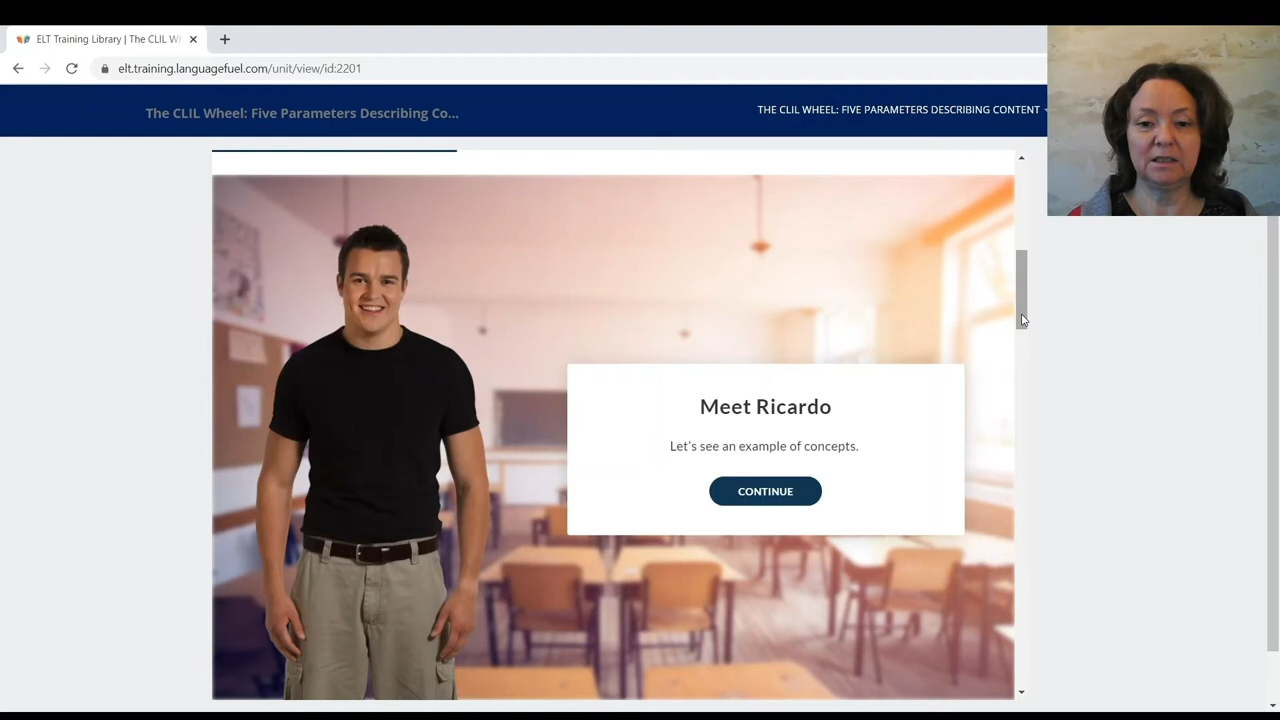 ELT Training Library | The CLIL W
elt.training.languagefuel.com/unit/view/id:2201
The CLIL Wheel: Five Parameters Describing Co...
THE CLIL WHEEL: FIVE PARAMETERS DESCRIBING CONTENT
Meet Ricardo
Let's see an example of concepts.
CONTINUE